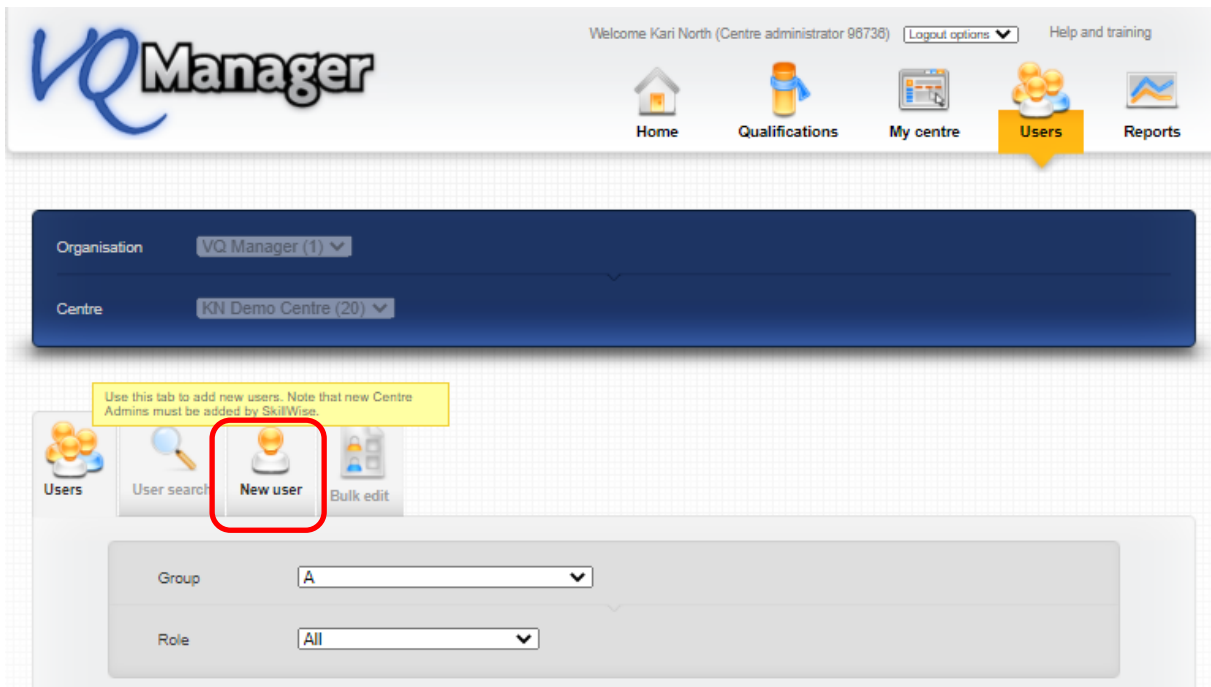 VQManager
Welcome Kari North (Centre administrator 96736) Logout options Help and training
Home Qualifications My centre Users Reports
Organisation VQ Manager (1)
Centre KN Demo Centre (20)
Use this tab to add new users. Note that new Centre
Admins must be added by SkillWise.
Users User search New user Bulk edit
Group A
Role All